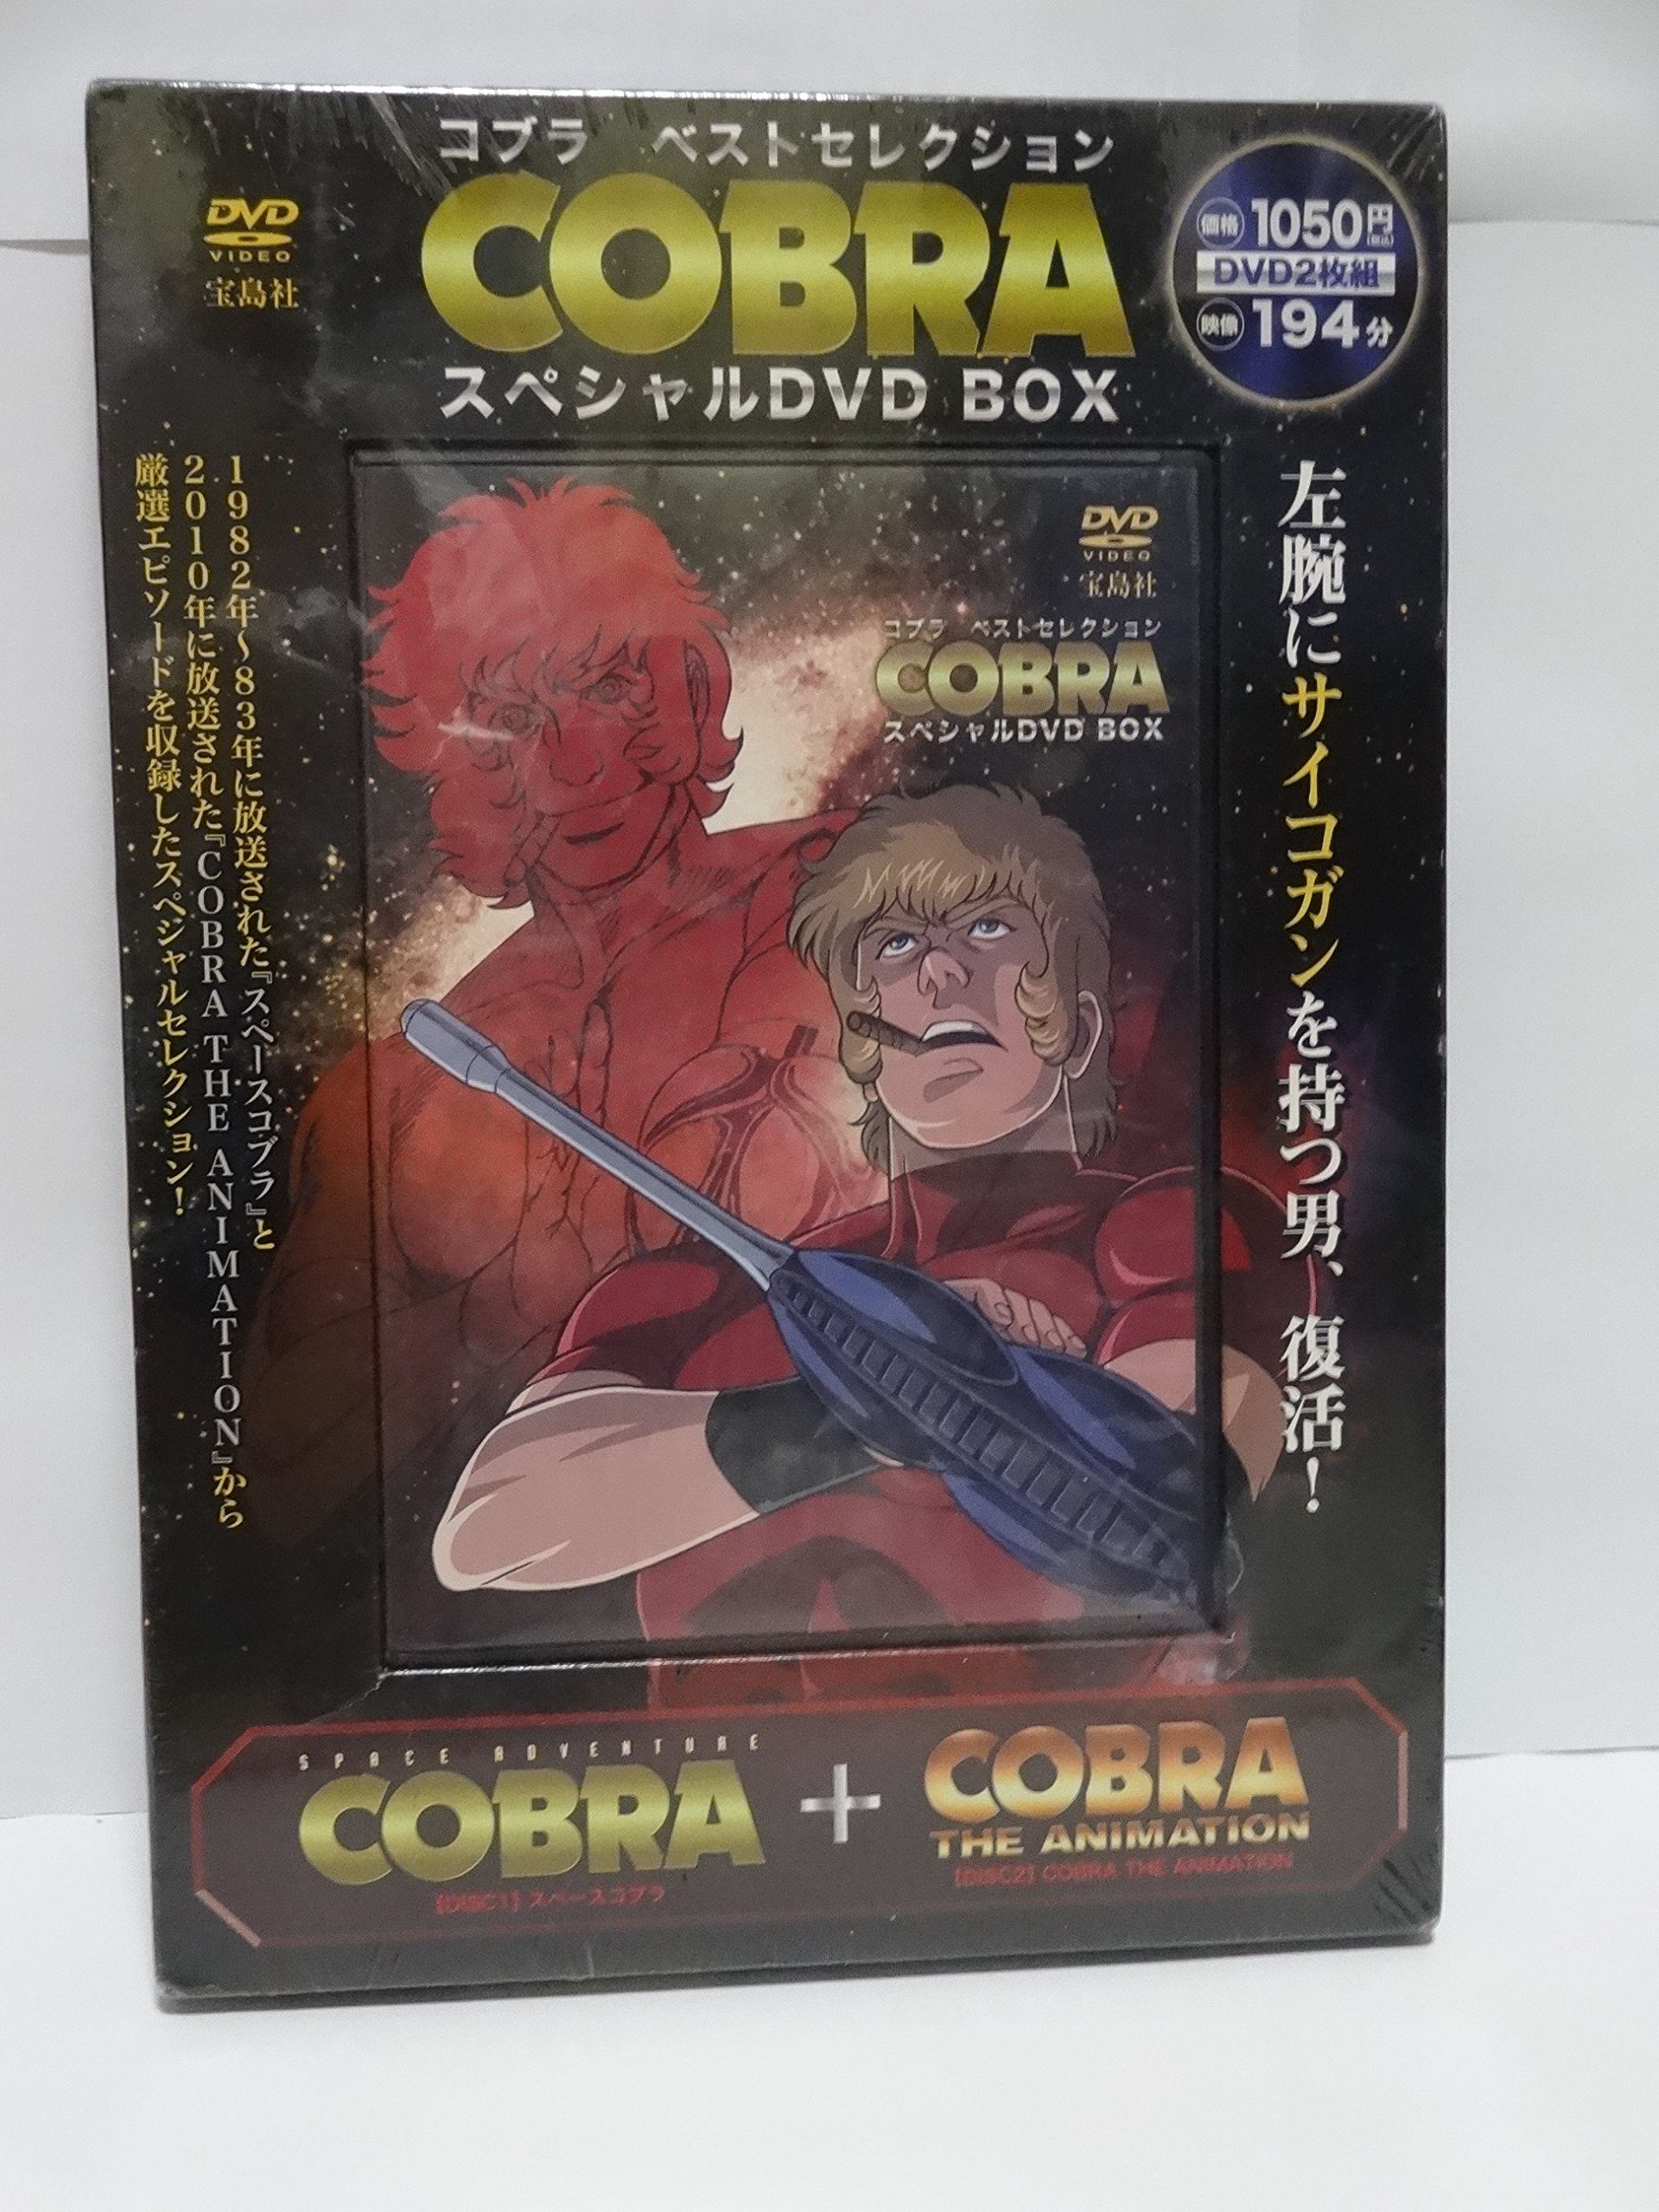 コブラ ベストセレクション
COBRA
スペシャルDVD BOX
DVD
VIDEO
宝島社
価格 1050円(税込)
DVD2枚組
映像 194分
左腕にサイコガンを持つ男、復活!
1982年~83年に放送された『スペースコブラ』と
2010年に放送された『COBRA THE ANIMATION』から
厳選エピソードを収録したスペシャルセレクション!
DVD
VIDEO
宝島社
コブラ ベストセレクション
COBRA
スペシャルDVD BOX
SPACE ADVENTURE
COBRA
【DISC1】スペースコブラ
+
COBRA
THE ANIMATION
【DISC2】COBRA THE ANIMATION